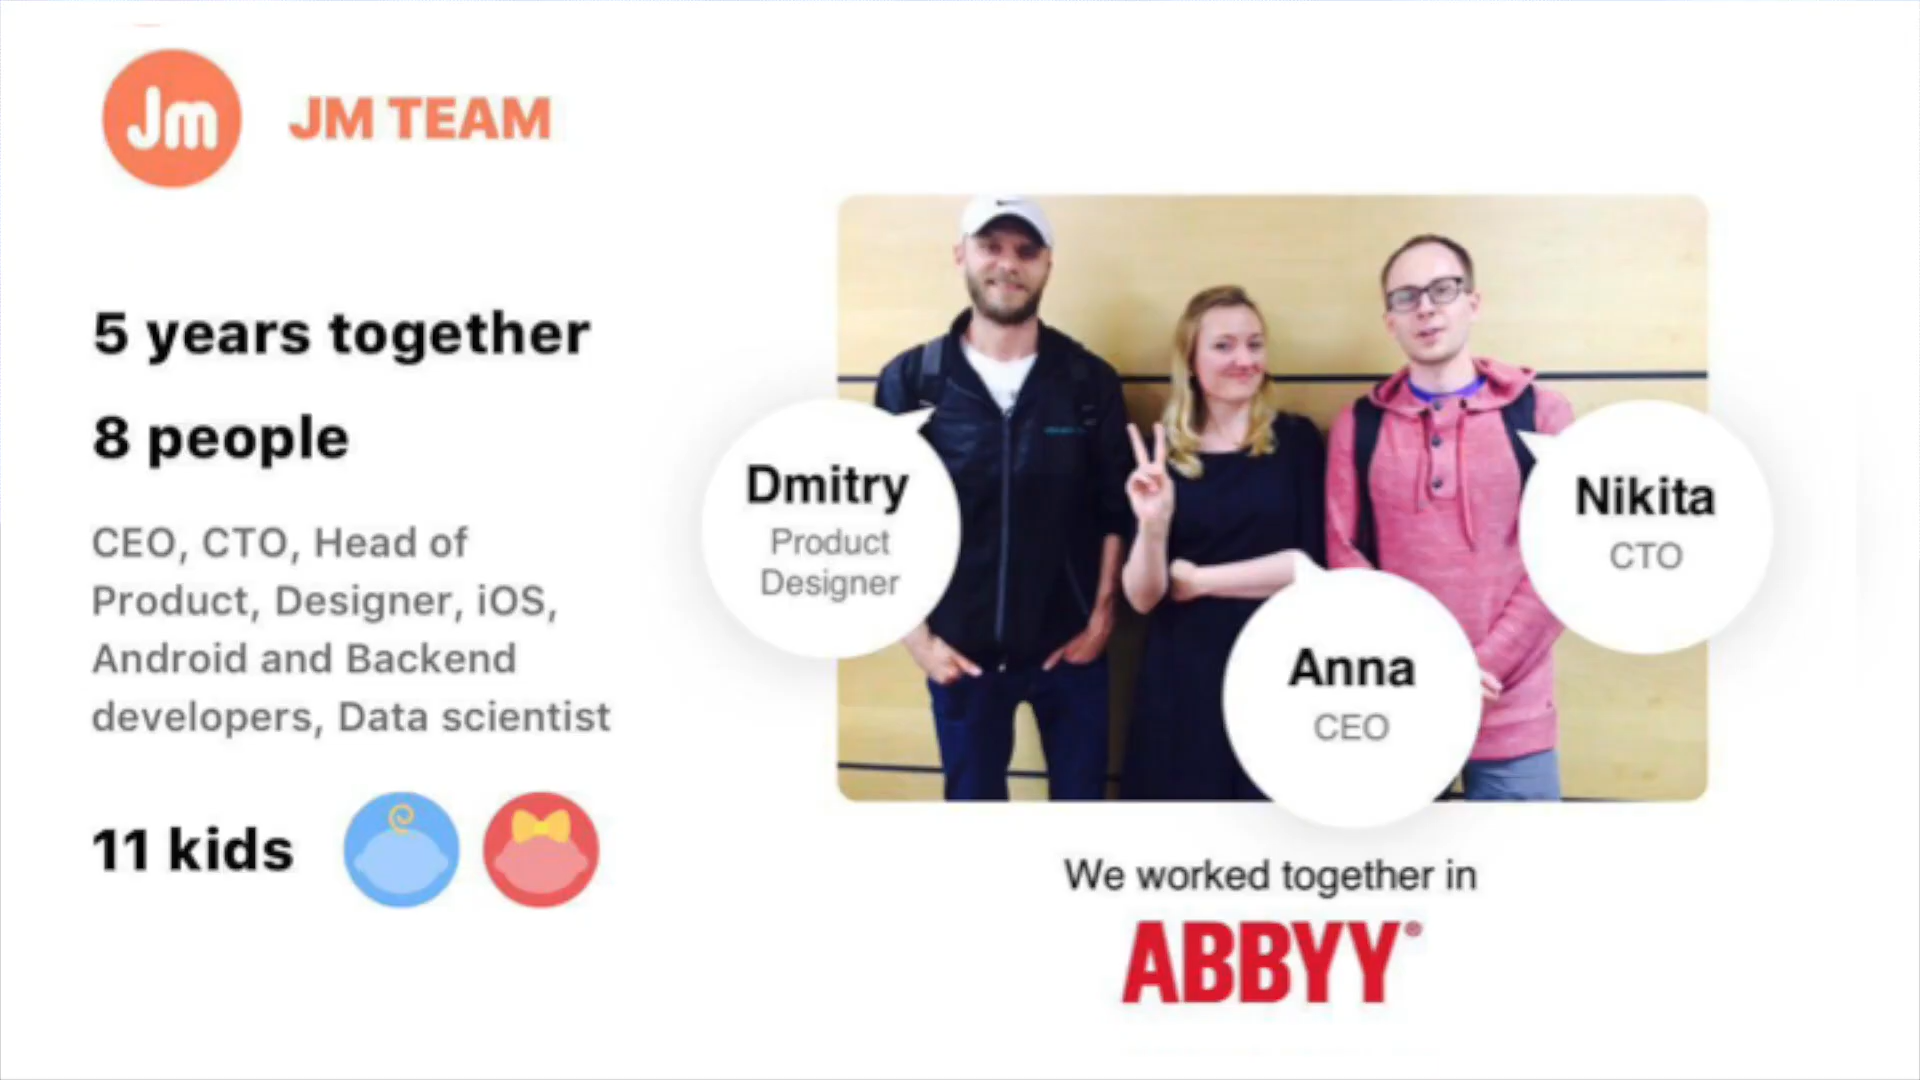 Jm
JM TEAM
5 years together
8 people
CEO, CTO, Head of
Product, Designer, iOS,
Android and Backend
developers, Data scientist
11 kids
Dmitry
Product
Designer
Anna
CEO
Nikita
CTO
We worked together in
ABBYY®